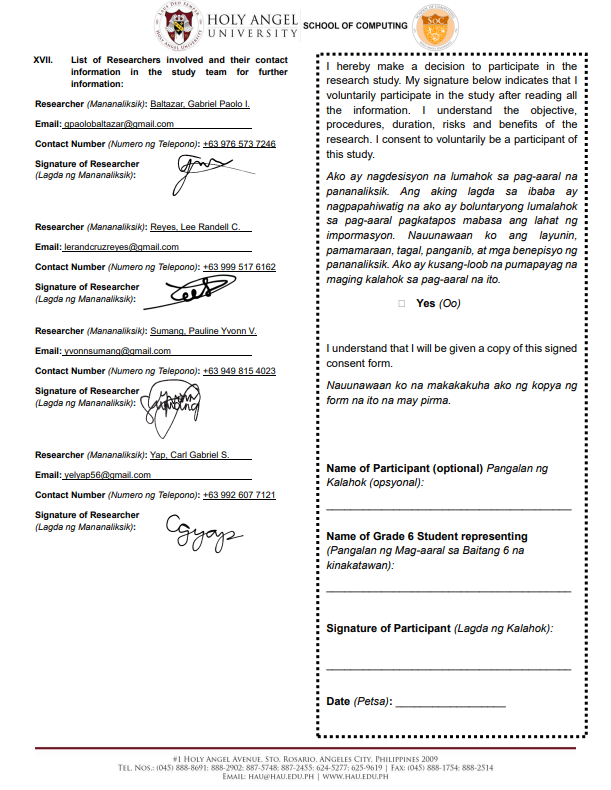 HOLY ANGEL
UNIVERSITY
SCHOOL OF COMPUTING
XVII. List of Researchers involved and their contact
information in the study team for further
information:
Researcher (Mananaliksik): Baltazar, Gabriel Paolo I.
Email: gpaolobaltazar@gmail.com
Contact Number (Numero ng Telepono): +63 976 573 7246
Signature of Researcher
(Lagda ng Mananaliksik):
Researcher (Mananaliksik): Reyes, Lee Randell C.
Email: lerandcruzreyes@gmail.com
Contact Number (Numero ng Telepono): +63 999 517 6162
Signature of Researcher
(Lagda ng Mananaliksik):
Researcher (Mananaliksik): Sumang, Pauline Yvonn V.
Email: yvonnsumang@gmail.com
Contact Number (Numero ng Telepono): +63 949 815 4023
Signature of Researcher
(Lagda ng Mananaliksik):
Researcher (Mananaliksik): Yap, Carl Gabriel S.
Email: yelyap56@gmail.com
Contact Number (Numero ng Telepono): +63 992 607 7121
Signature of Researcher
(Lagda ng Mananaliksik):
I hereby make a decision to participate in the
research study. My signature below indicates that I
voluntarily participate in the study after reading all
the information. I understand the objective,
procedures, duration, risks and benefits of the
research. I consent to voluntarily be a participant of
this study.
Ako ay nagdesisyon na lumahok sa pag-aaral na
pananaliksik. Ang aking lagda sa ibaba ay
nagpapahiwatig na ako ay boluntaryong lumalahok
sa pag-aaral pagkatapos mabasa ang lahat ng
impormasyon. Nauunawaan ko ang layunin,
pamamaraan, tagal, panganib, at mga benepisyo ng
pananaliksik. Ako ay kusang-loob na pumapayag na
maging kalahok sa pag-aaral na ito.
☐ Yes (Oo)
I understand that I will be given a copy of this signed
consent form.
Nauunawaan ko na makakakuha ako ng kopya ng
form na ito na may pirma.
Name of Participant (optional) Pangalan ng
Kalahok (opsyonal):
Name of Grade 6 Student representing
(Pangalan ng Mag-aaral sa Baitang 6 na
kinakatawan):
Signature of Participant (Lagda ng Kalahok):
Date (Petsa):
#1 HOLY ANGEL AVENUE, STO. ROSARIO, ANGELES CITY, PHILIPPINES 2009
TEL. NOS.: (045) 888-8691; 888-2902; 887-5748; 887-2455; 624-5277; 625-9619 | FAX: (045) 888-1754; 888-2514
EMAIL: HAU@HAU.EDU.PH | WWW.HAU.EDU.PH